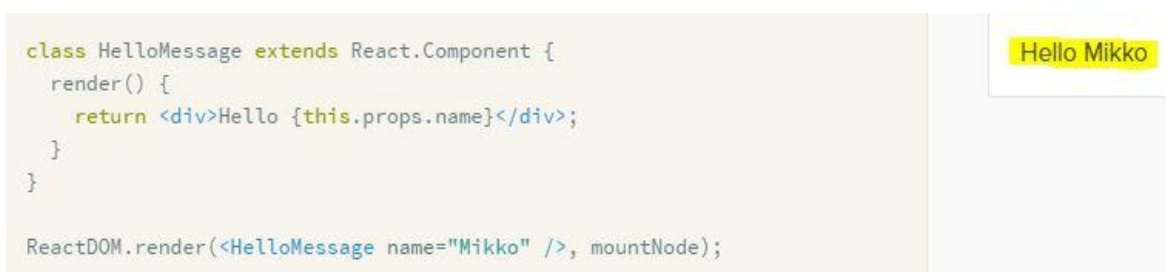 class HelloMessage extends React.Component {
  render() {
    return <div>Hello {this.props.name}</div>;
  }
}
ReactDOM.render(<HelloMessage name="Mikko" />, mountNode);
Hello Mikko